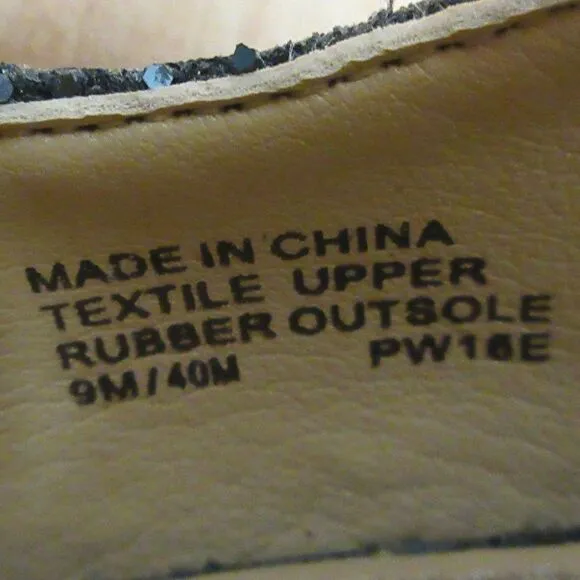 MADE IN CHINA
TEXTILE UPPER
RUBBER OUTSOLE
9M/40M PW16E